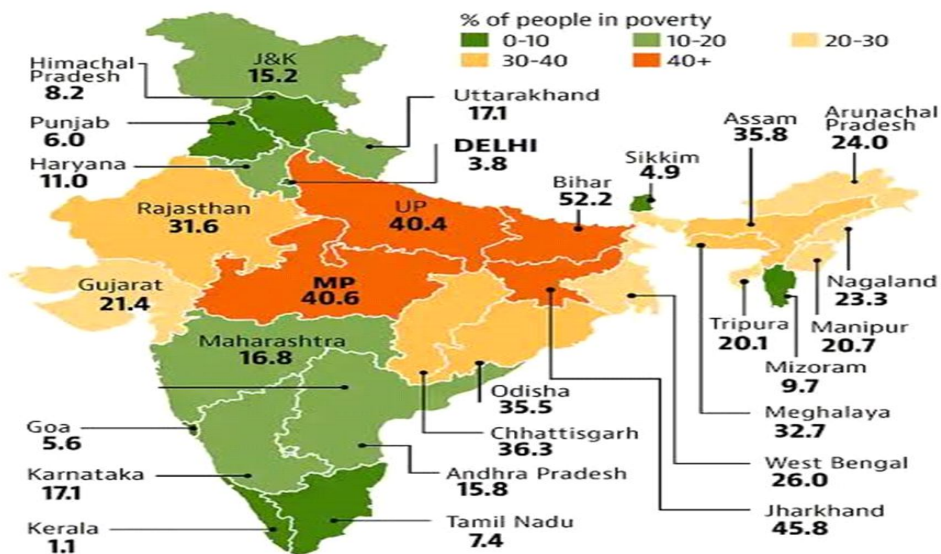 % of people in poverty
0-10
10-20
20-30
30-40
40+
J&K
15.2
Himachal
Pradesh
8.2
Punjab
6.0
Haryana
11.0
Uttarakhand
17.1
DELHI
3.8
Rajasthan
31.6
UP
40.4
Bihar
52.2
Sikkim
4.9
Assam
35.8
Arunachal
Pradesh
24.0
Gujarat
21.4
MP
40.6
Nagaland
23.3
Tripura
20.1
Manipur
20.7
Mizoram
9.7
Maharashtra
16.8
Odisha
35.5
Meghalaya
32.7
Goa
5.6
Chhattisgarh
36.3
West Bengal
26.0
Karnataka
17.1
Andhra Pradesh
15.8
Jharkhand
45.8
Kerala
1.1
Tamil Nadu
7.4